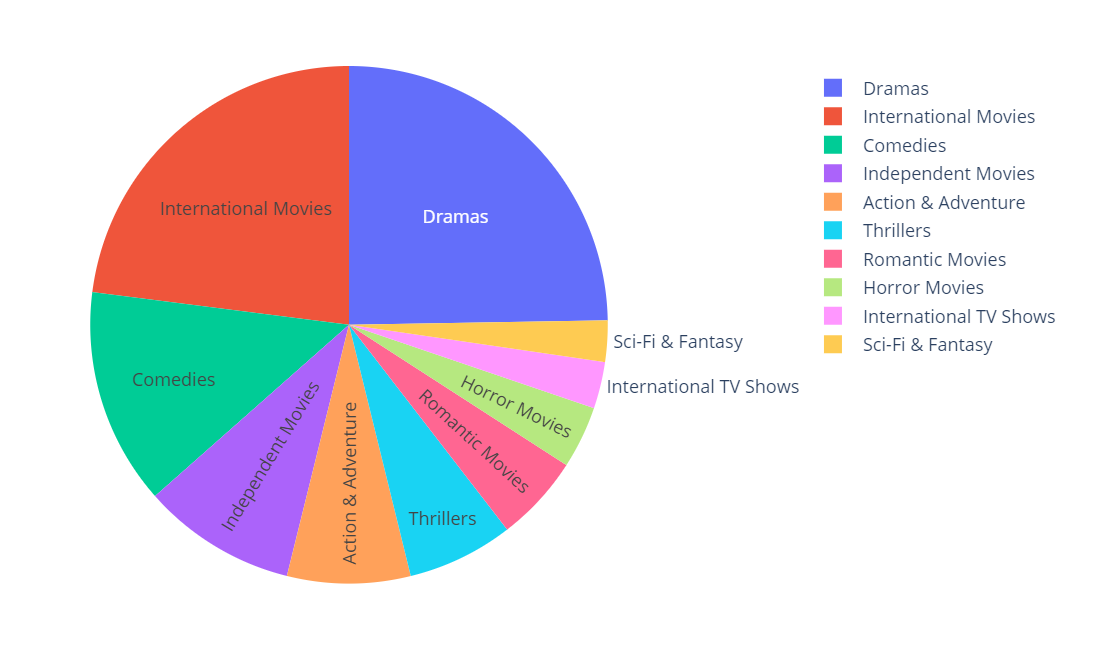 International Movies
Dramas
Comedies
Independent Movies
Action & Adventure
Thrillers
Romantic Movies
Horror Movies
Sci-Fi & Fantasy
International TV Shows
Dramas
International Movies
Comedies
Independent Movies
Action & Adventure
Thrillers
Romantic Movies
Horror Movies
International TV Shows
Sci-Fi & Fantasy